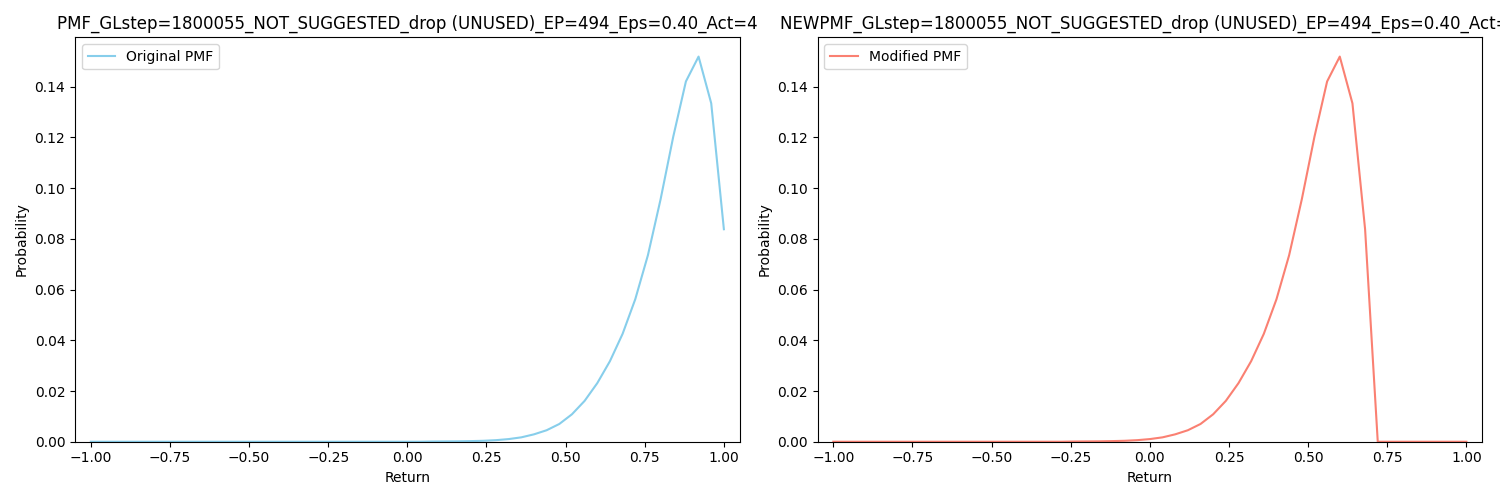 PMF_GLstep=1800055_NOT_SUGGESTED_drop (UNUSED)_EP=494_Eps=0.40_Act=4
Original PMF
0.14
0.12
0.10
0.08
0.06
0.04
0.02
0.00
Probability
−1.00 −0.75 −0.50 −0.25 0.00 0.25 0.50 0.75 1.00
Return
NEWPMF_GLstep=1800055_NOT_SUGGESTED_drop (UNUSED)_EP=494_Eps=0.40_Act=
Modified PMF
0.14
0.12
0.10
0.08
0.06
0.04
0.02
0.00
Probability
−1.00 −0.75 −0.50 −0.25 0.00 0.25 0.50 0.75 1.00
Return